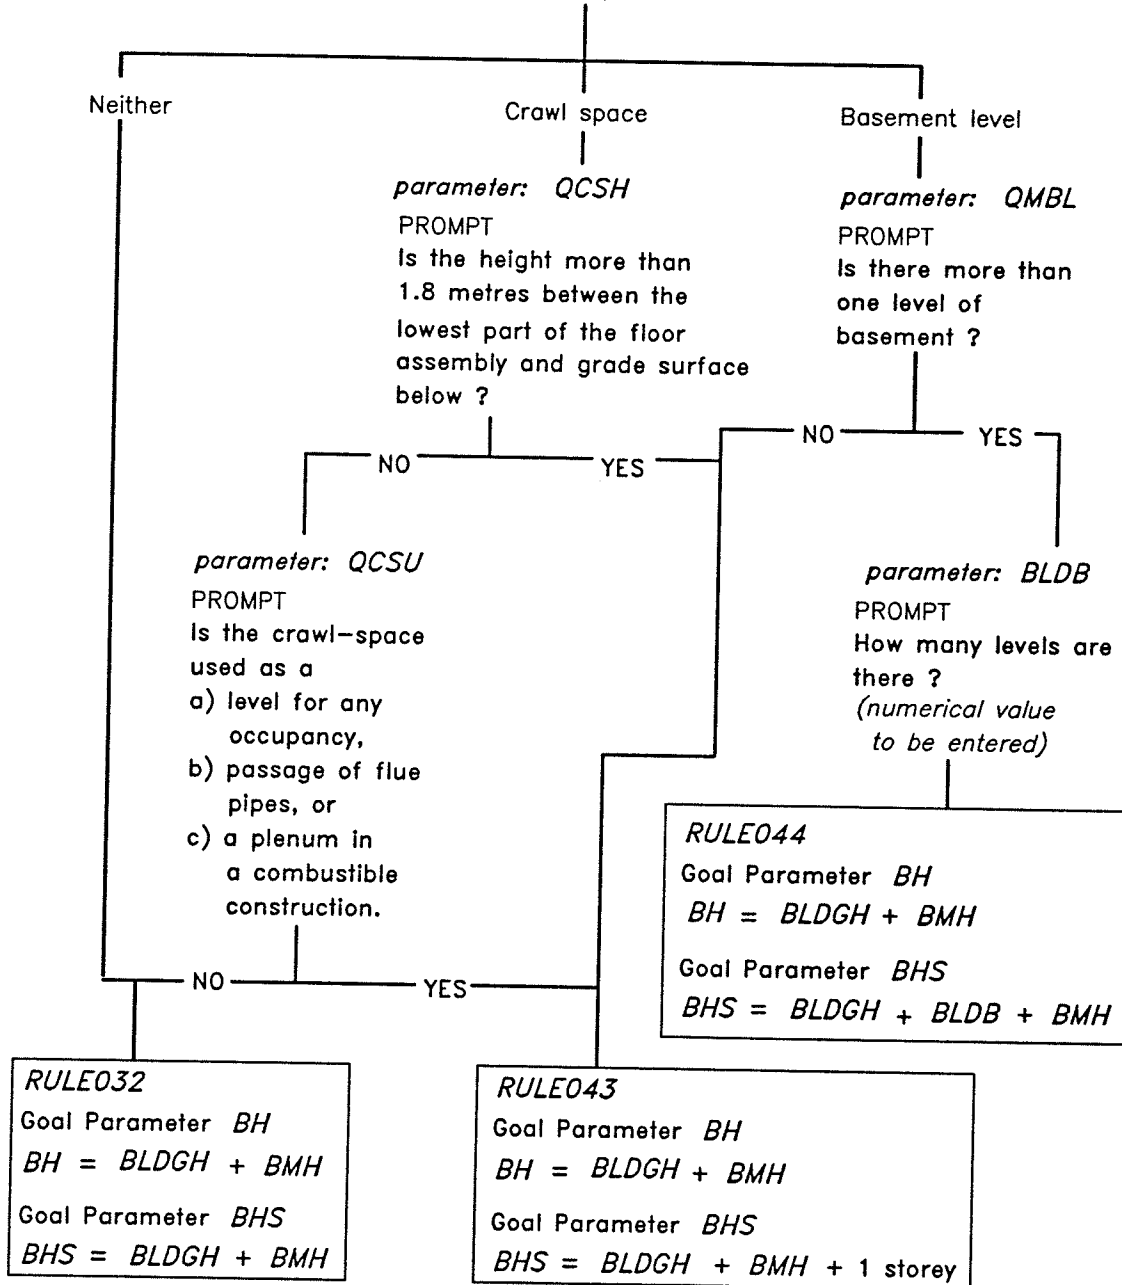 Neither
Crawl space
Basement level
parameter: QCSH
PROMPT
Is the height more than
1.8 metres between the
lowest part of the floor
assembly and grade surface
below ?
parameter: QMBL
PROMPT
Is there more than
one level of
basement ?
NO
YES
NO
YES
parameter: QCSU
PROMPT
Is the crawl-space
used as a
a) level for any
occupancy,
b) passage of flue
pipes, or
c) a plenum in
a combustible
construction.
parameter: BLDB
PROMPT
How many levels are
there ?
(numerical value
to be entered)
NO
YES
RULE044
Goal Parameter BH
BH = BLDGH + BMH
Goal Parameter BHS
BHS = BLDGH + BLDB + BMH
RULE032
Goal Parameter BH
BH = BLDGH + BMH
Goal Parameter BHS
BHS = BLDGH + BMH
RULE043
Goal Parameter BH
BH = BLDGH + BMH
Goal Parameter BHS
BHS = BLDGH + BMH + 1 storey